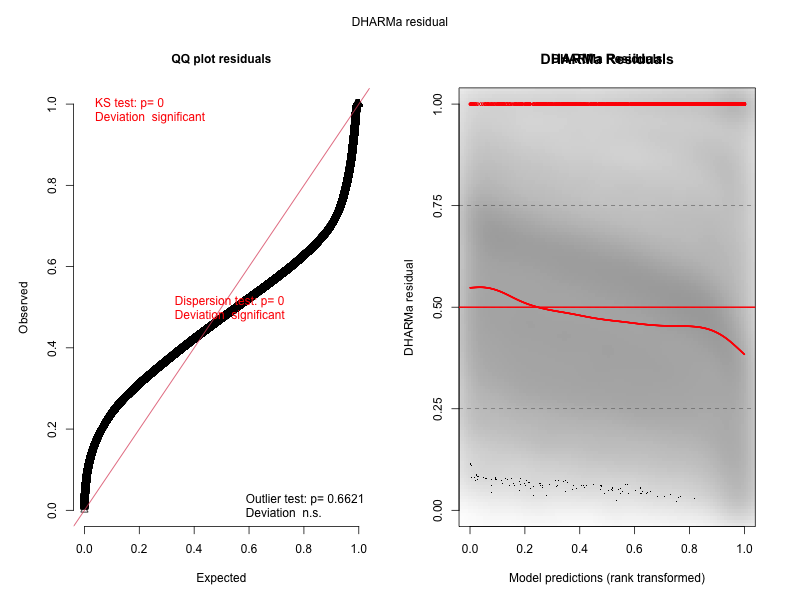 DHARMa residual
QQ plot residuals
KS test: p= 0
Deviation  significant
Dispersion test: p= 0
Deviation  significant
Outlier test: p= 0.6621
Deviation  n.s.
Observed
0.0 0.2 0.4 0.6 0.8 1.0
0.0 0.2 0.4 0.6 0.8 1.0
Expected
DHARMa Residuals
DHARMa residual
0.00 0.25 0.50 0.75 1.00
0.0 0.2 0.4 0.6 0.8 1.0
Model predictions (rank transformed)